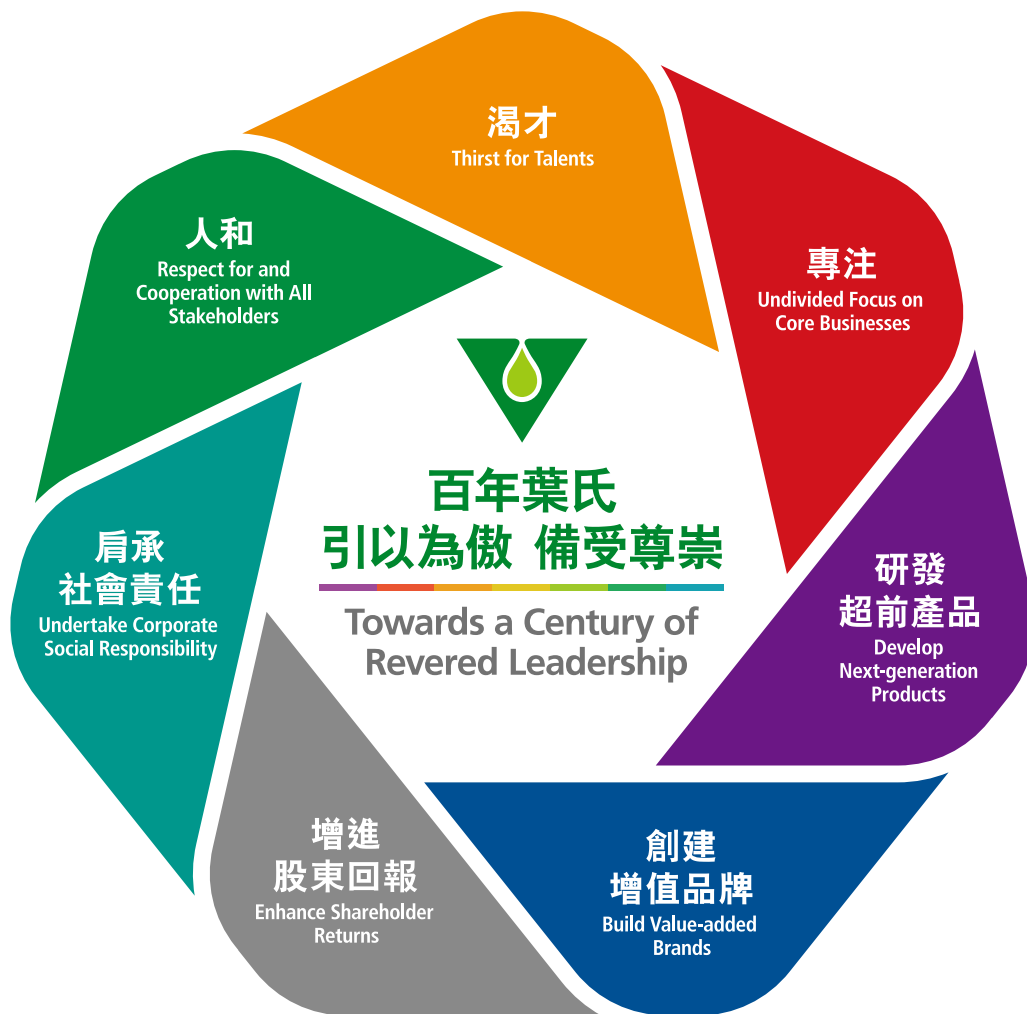 渴才
Thirst for Talents
專注
Undivided Focus on
Core Businesses
研發
超前產品
Develop
Next-generation
Products
創建
增值品牌
Build Value-added
Brands
增進
股東回報
Enhance Shareholder
Returns
肩承
社會責任
Undertake Corporate
Social Responsibility
人和
Respect for and
Cooperation with All
Stakeholders
百年葉氏
引以為傲 備受尊崇
Towards a Century of
Revered Leadership